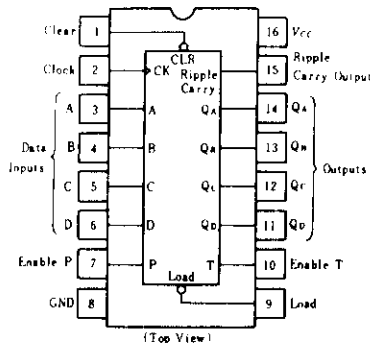 Clear 1 16 Vcc
CLR
Clock 2 CK Ripple Carry 15 Ripple Carry Output
A 3 A QA 14 QA
Data Inputs
B 4 B QB 13 QB
Outputs
C 5 C QC 12 QC
D 6 D QD 11 QD
Enable P 7 P T 10 Enable T
Load
GND 8 9 Load
(Top View)